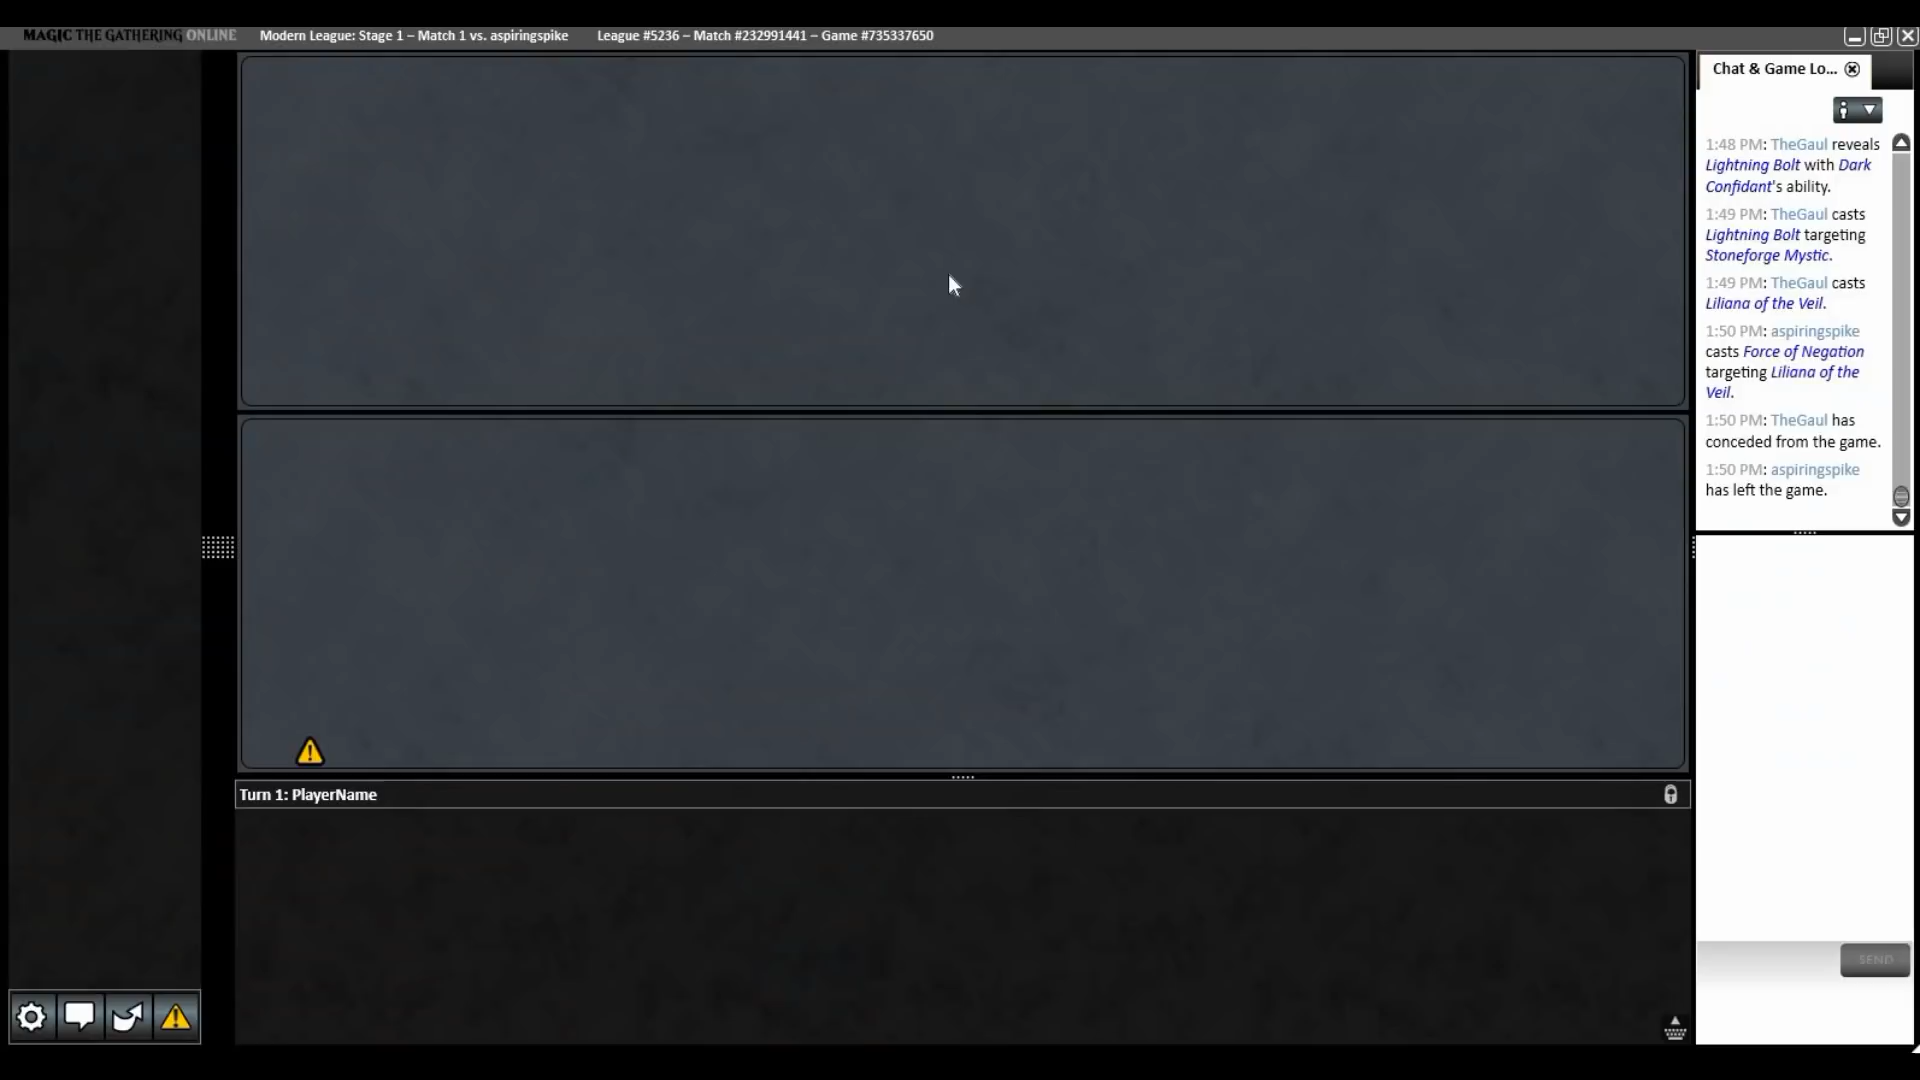 MAGIC THE GATHERING ONLINE
Modern League: Stage 1 – Match 1 vs. aspiringspike
League #5236 – Match #232991441 – Game #735337650
Chat & Game Lo...
1:48 PM: TheGaul reveals
Lightning Bolt with Dark
Confidant's ability.
1:49 PM: TheGaul casts
Lightning Bolt targeting
Stoneforge Mystic.
1:49 PM: TheGaul casts
Liliana of the Veil.
1:50 PM: aspiringspike
casts Force of Negation
targeting Liliana of the
Veil.
1:50 PM: TheGaul has
conceded from the game.
1:50 PM: aspiringspike
has left the game.
Turn 1: PlayerName
SEND